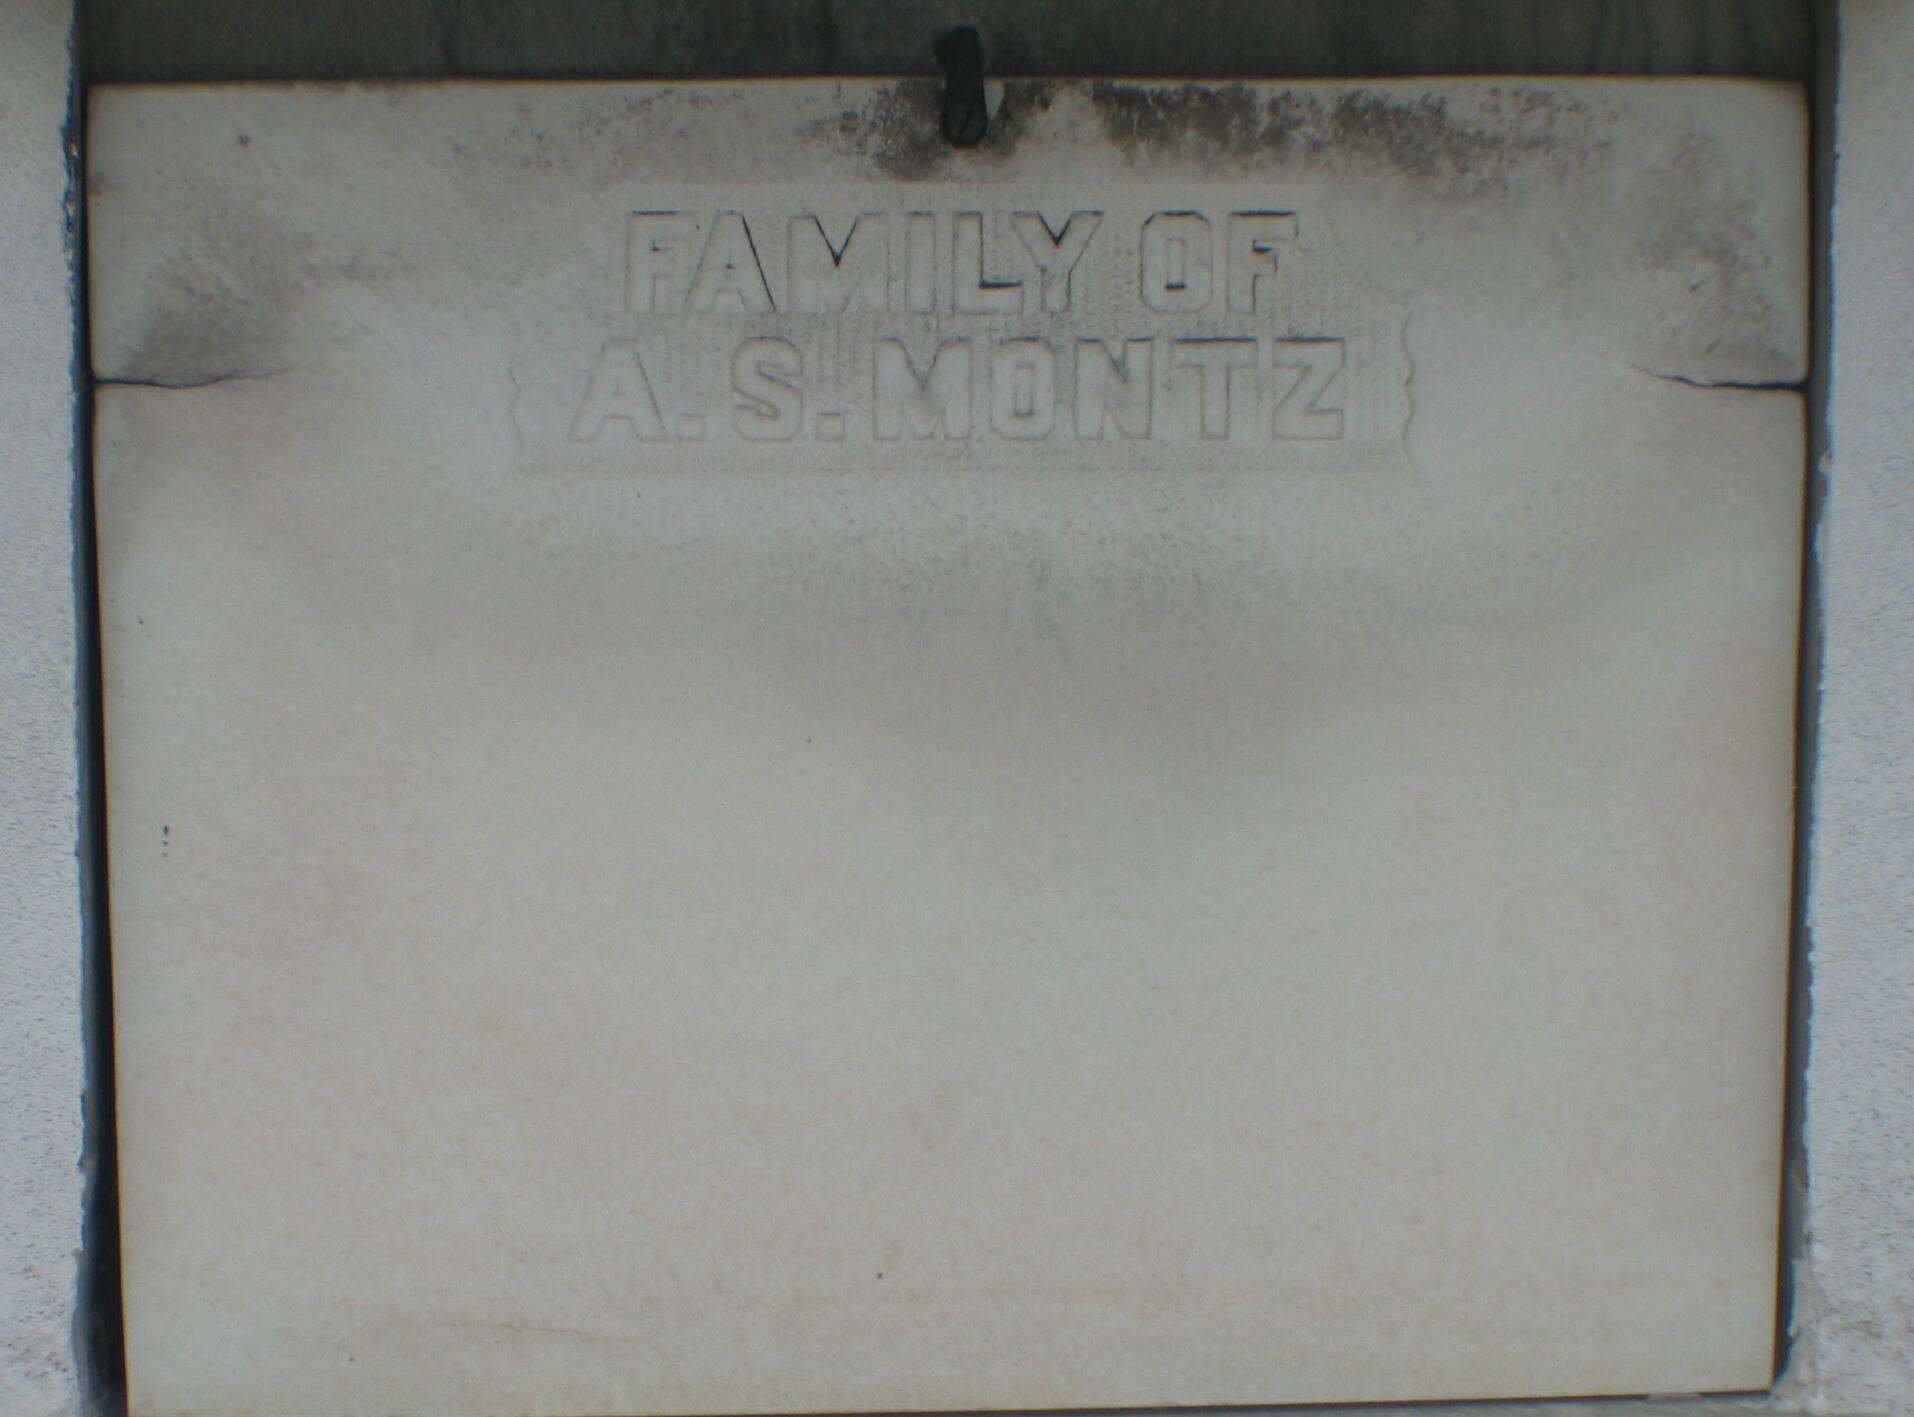 FAMILY OF
A. S. MONTZ